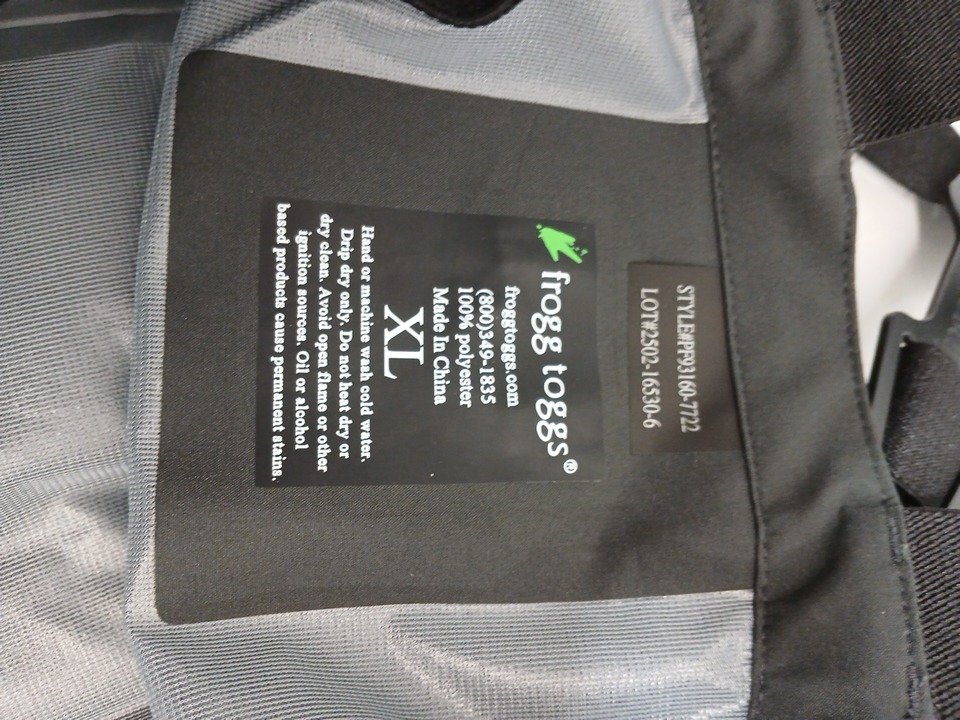 STYLE#PF93160-7722
LOT#2502-16530-6
frogg toggs®
froggtoggs.com
(800)349-1835
100% polyester
Made In China
XL
Hand or machine wash cold water.
Drip dry only. Do not heat dry or
dry clean. Avoid open flame or other
ignition sources. Oil or alcohol
based products cause permanent stains.